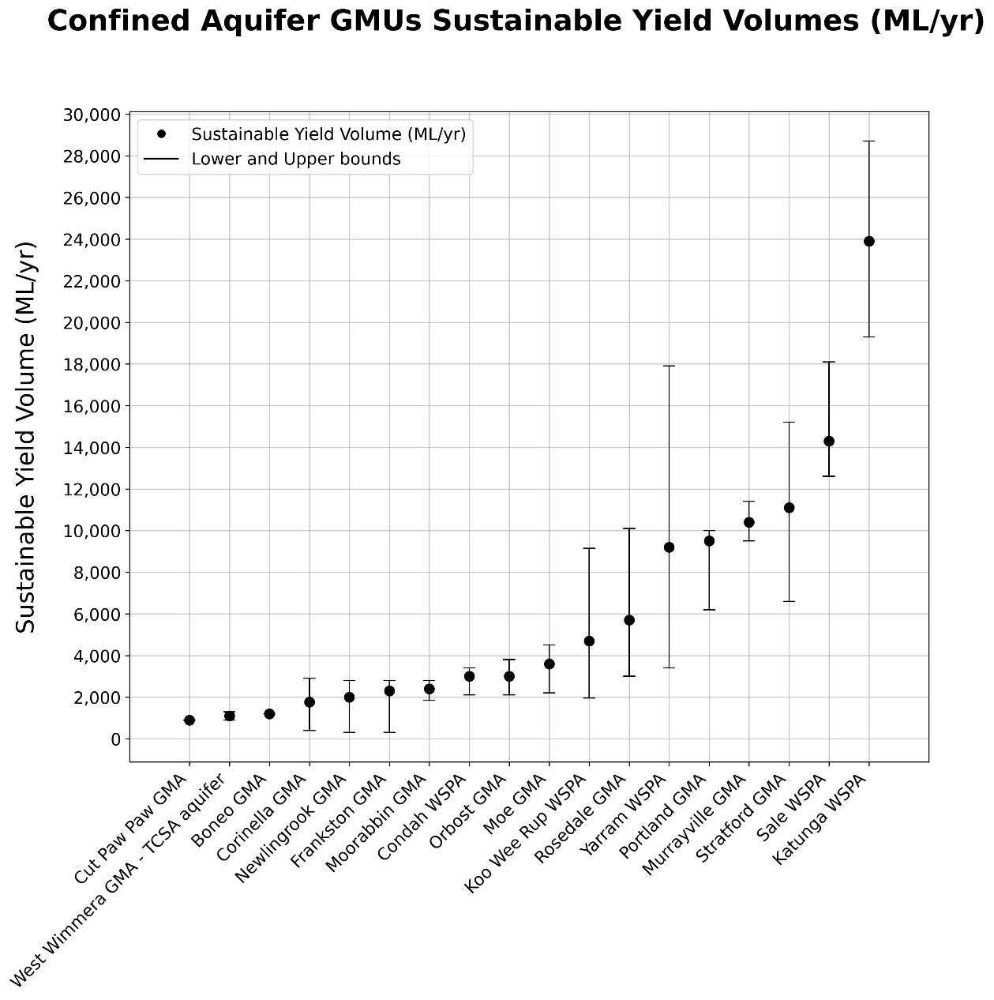 Confined Aquifer GMUs Sustainable Yield Volumes (ML/yr)
Sustainable Yield Volume (ML/yr)
Lower and Upper bounds
Sustainable Yield Volume (ML/yr)
30,000
28,000
26,000
24,000
22,000
20,000
18,000
16,000
14,000
12,000
10,000
8,000
6,000
4,000
2,000
0
Cut Paw Paw GMA
West Wimmera GMA - TCSA aquifer
Boneo GMA
Corinella GMA
Newlingrook GMA
Frankston GMA
Moorabbin GMA
Condah WSPA
Orbost GMA
Moe GMA
Koo Wee Rup WSPA
Rosedale GMA
Yarram WSPA
Portland GMA
Murrayville GMA
Stratford GMA
Sale WSPA
Katunga WSPA